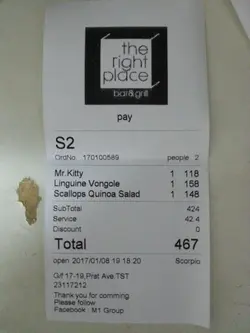 the
right
place
bar&grill
pay
S2
OrdNo 170100589 people 2
Mr.Kitty 1 118
Linguine Vongole 1 158
Scallops Quinoa Salad 1 148
SubTotal 424
Service 42.4
Discount 0
Total 467
open 2017/01/08 19:18:20 Scorpio
G/f 17-19,Prat Ave.TST
23117212
Thank you for comming
Please follow
Facebook : M1 Group